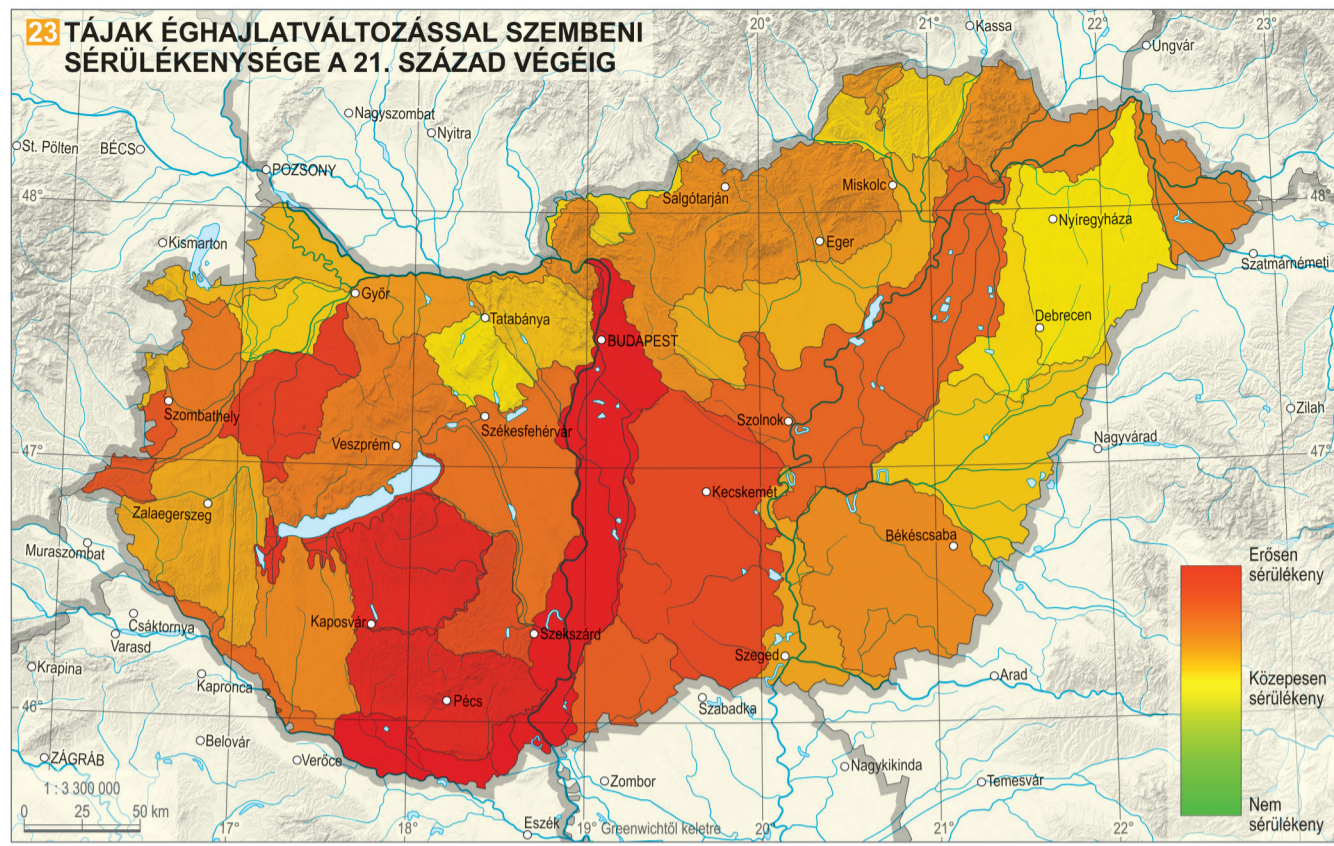 23 TÁJAK ÉGHAJLATVÁLTOZÁSSAL SZEMBENI
SÉRÜLÉKENYSÉGE A 21. SZÁZAD VÉGÉIG
20°
21°
22°
23°
Kassa
Ungvár
Nagyszombat
Nyitra
St. Pölten
BÉCS
POZSONY
48°
48°
Salgótarján
Miskolc
Nyíregyháza
Kismarton
Eger
Szatmárnémeti
Győr
Tatabánya
Debrecen
BUDAPEST
Szombathely
Székesfehérvár
Szolnok
Zilah
Veszprém
Nagyvárad
47°
47°
Kecskemét
Zalaegerszeg
Békéscsaba
Muraszombat
Erősen
sérülékeny
Csáktornya
Kaposvár
Szekszárd
Varasd
Szeged
Krapina
Kapronca
Arad
Közepesen
sérülékeny
Pécs
Szabadka
46°
46°
Belovár
ZÁGRÁB
Verőce
Nagykikinda
Zombor
Temesvár
1 : 3 300 000
0 25 50 km
Nem
sérülékeny
Eszék
17°
18°
19° Greenwichtől keletre
20°
21°
22°